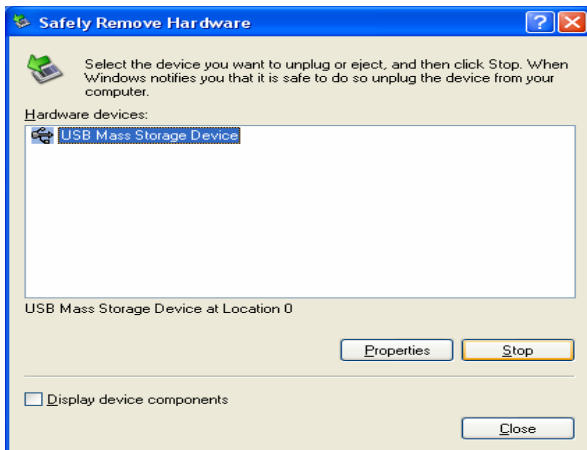 Safely Remove Hardware
Select the device you want to unplug or eject, and then click Stop. When
Windows notifies you that it is safe to do so unplug the device from your
computer.
Hardware devices:
USB Mass Storage Device
USB Mass Storage Device at Location 0
Properties
Stop
Display device components
Close